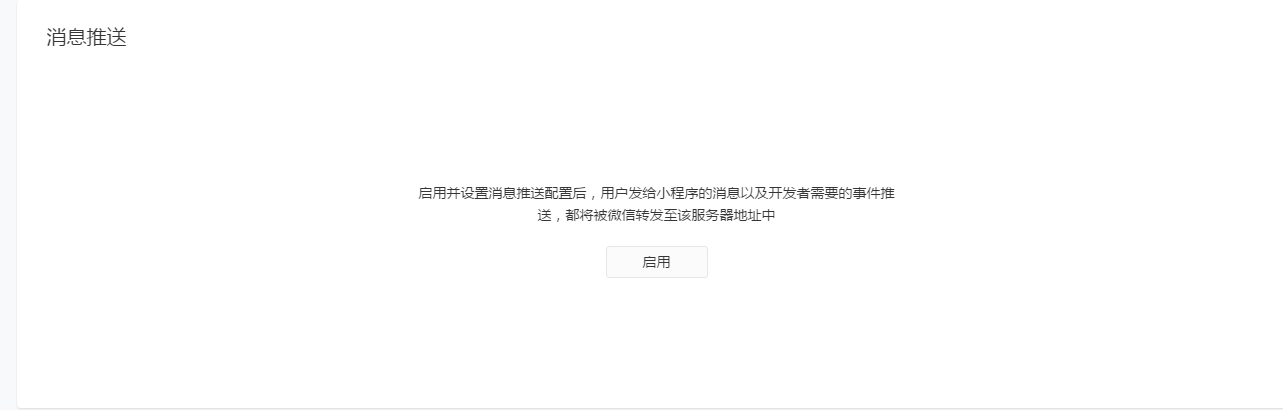 消息推送
启用并设置消息推送配置后，用户发给小程序的消息以及开发者需要的事件推
送，都将被微信转发至该服务器地址中
启用